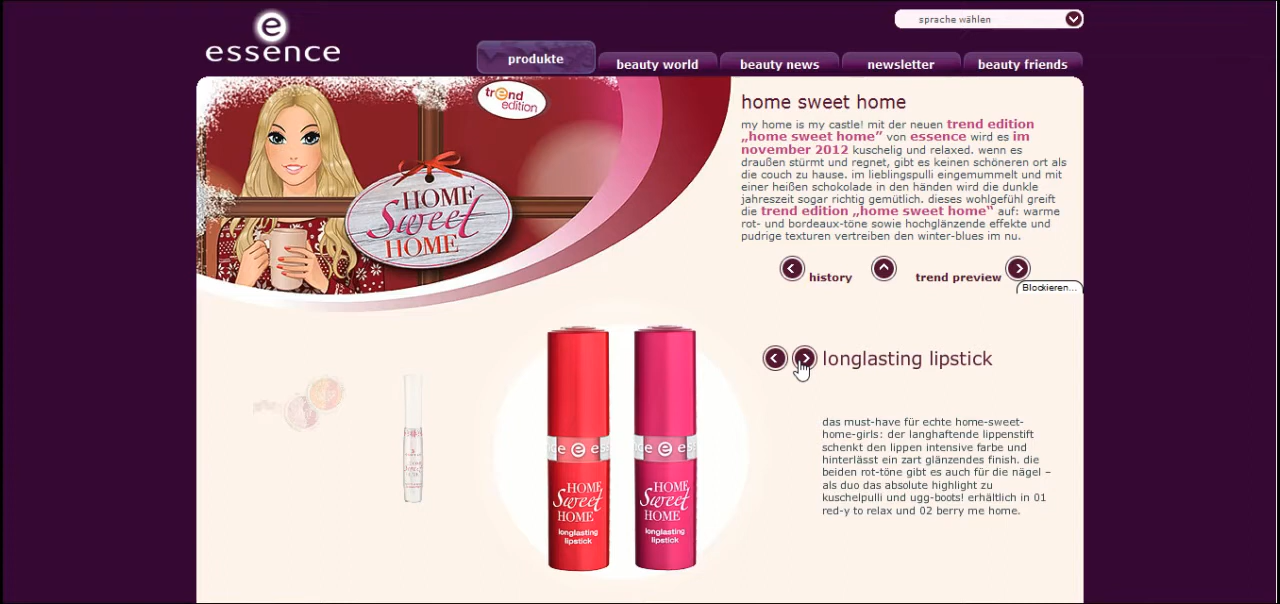 essence
sprache wählen
produkte
beauty world
beauty news
newsletter
beauty friends
trend
edition
HOME
Sweet
HOME
home sweet home
my home is my castle! mit der neuen trend edition
„home sweet home” von essence wird es im
november 2012 kuschelig und relaxed. wenn es
draußen stürmt und regnet, gibt es keinen schöneren ort als
die couch zu hause. im lieblingspulli eingemummelt und mit
einer heißen schokolade in den händen wird die dunkle
jahreszeit sogar richtig gemütlich. dieses wohlgefühl greift
die trend edition „home sweet home“ auf: warme
rot- und bordeaux-töne sowie hochglänzende effekte und
pudrige texturen vertreiben den winter-blues im nu.
history
trend preview
Blockieren...
longlasting lipstick
HOME
Sweet
HOME
longlasting
lipstick
HOME
Sweet
HOME
longlasting
lipstick
das must-have für echte home-sweet-
home-girls: der langhaftende lippenstift
schenkt den lippen intensive farbe und
hinterlässt ein zart glänzendes finish. die
beiden rot-töne gibt es auch für die nägel –
als duo das absolute highlight zu
kuschelpulli und ugg-boots! erhältlich in 01
red-y to relax und 02 berry me home.